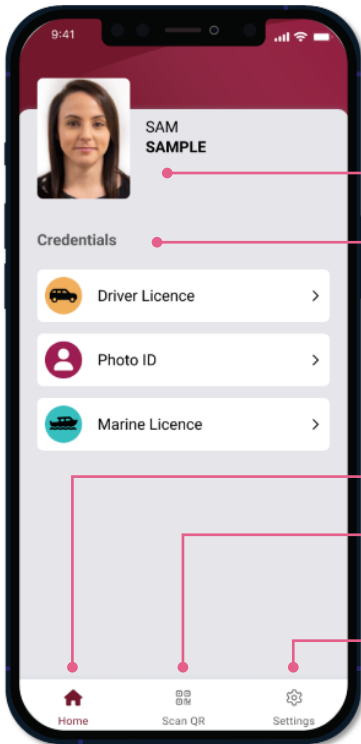 9:41
SAM
SAMPLE
Credentials
Driver Licence
Photo ID
Marine Licence
Home
Scan QR
Settings